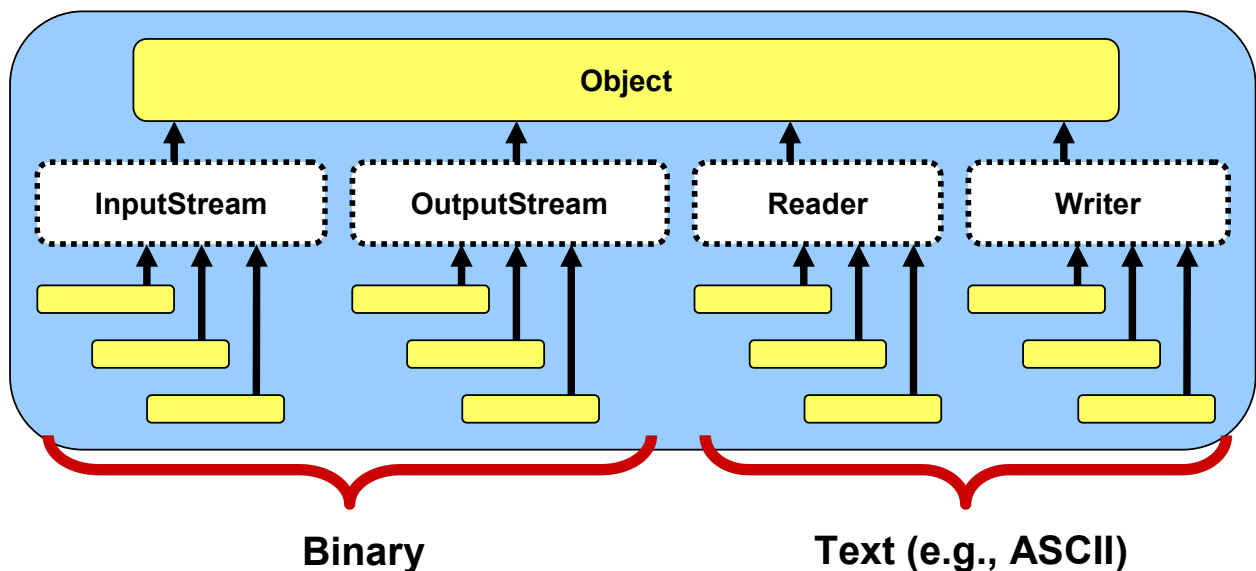 Object
InputStream
OutputStream
Reader
Writer
Binary
Text (e.g., ASCII)